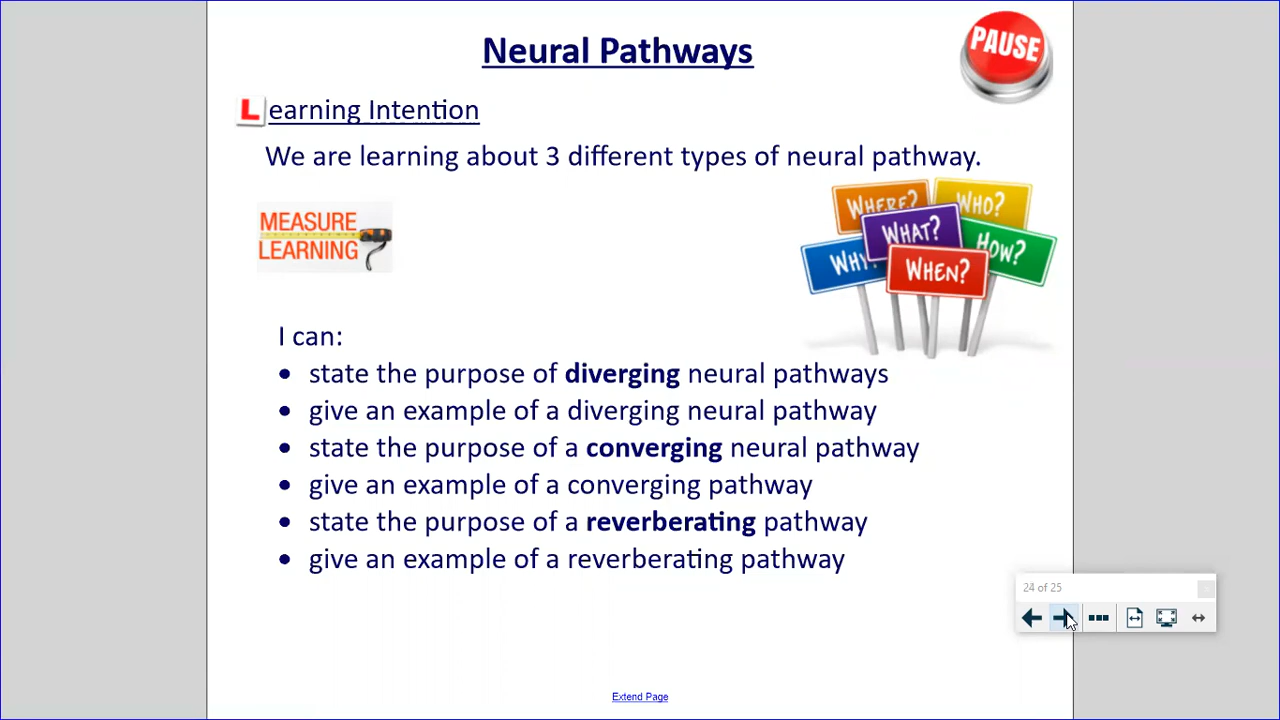 Neural Pathways
PAUSE
Learning Intention
We are learning about 3 different types of neural pathway.
MEASURE
LEARNING
WHERE?
WHO?
WHAT?
HOW?
WHY?
WHEN?
I can:
• state the purpose of diverging neural pathways
• give an example of a diverging neural pathway
• state the purpose of a converging neural pathway
• give an example of a converging pathway
• state the purpose of a reverberating pathway
• give an example of a reverberating pathway
24 of 25
Extend Page